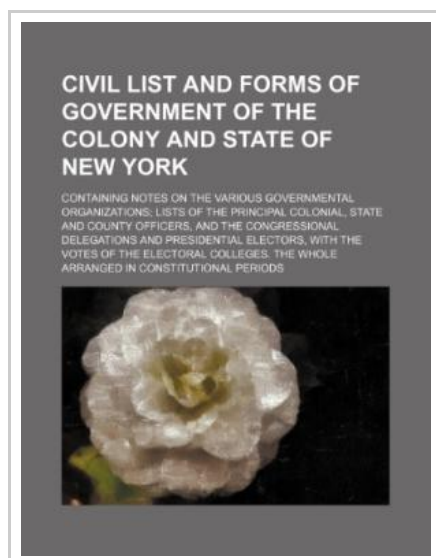 CIVIL LIST AND FORMS OF
GOVERNMENT OF THE
COLONY AND STATE OF
NEW YORK
CONTAINING NOTES ON THE VARIOUS GOVERNMENTAL
ORGANIZATIONS; LISTS OF THE PRINCIPAL COLONIAL, STATE
AND COUNTY OFFICERS, AND THE CONGRESSIONAL
DELEGATIONS AND PRESIDENTIAL ELECTORS, WITH THE
VOTES OF THE ELECTORAL COLLEGES. THE WHOLE
ARRANGED IN CONSTITUTIONAL PERIODS